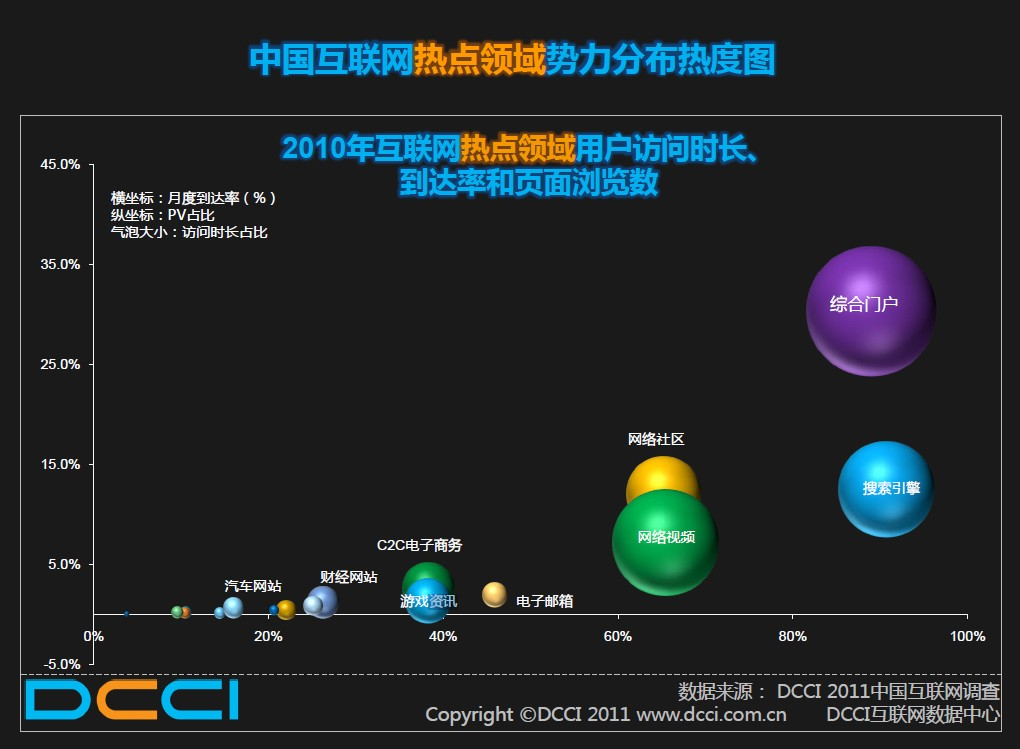 中国互联网热点领域势力分布热度图
2010年互联网热点领域用户访问时长、
到达率和页面浏览数
45.0%
横坐标：月度到达率（%）
纵坐标：PV占比
气泡大小：访问时长占比
35.0%
综合门户
25.0%
网络社区
15.0%
搜索引擎
网络视频
C2C电子商务
5.0%
财经网站
汽车网站
游戏资讯
电子邮箱
0% 20% 40% 60% 80% 100%
-5.0%
DCCI
数据来源： DCCI 2011中国互联网调查
Copyright ©DCCI 2011 www.dcci.com.cn DCCI互联网数据中心